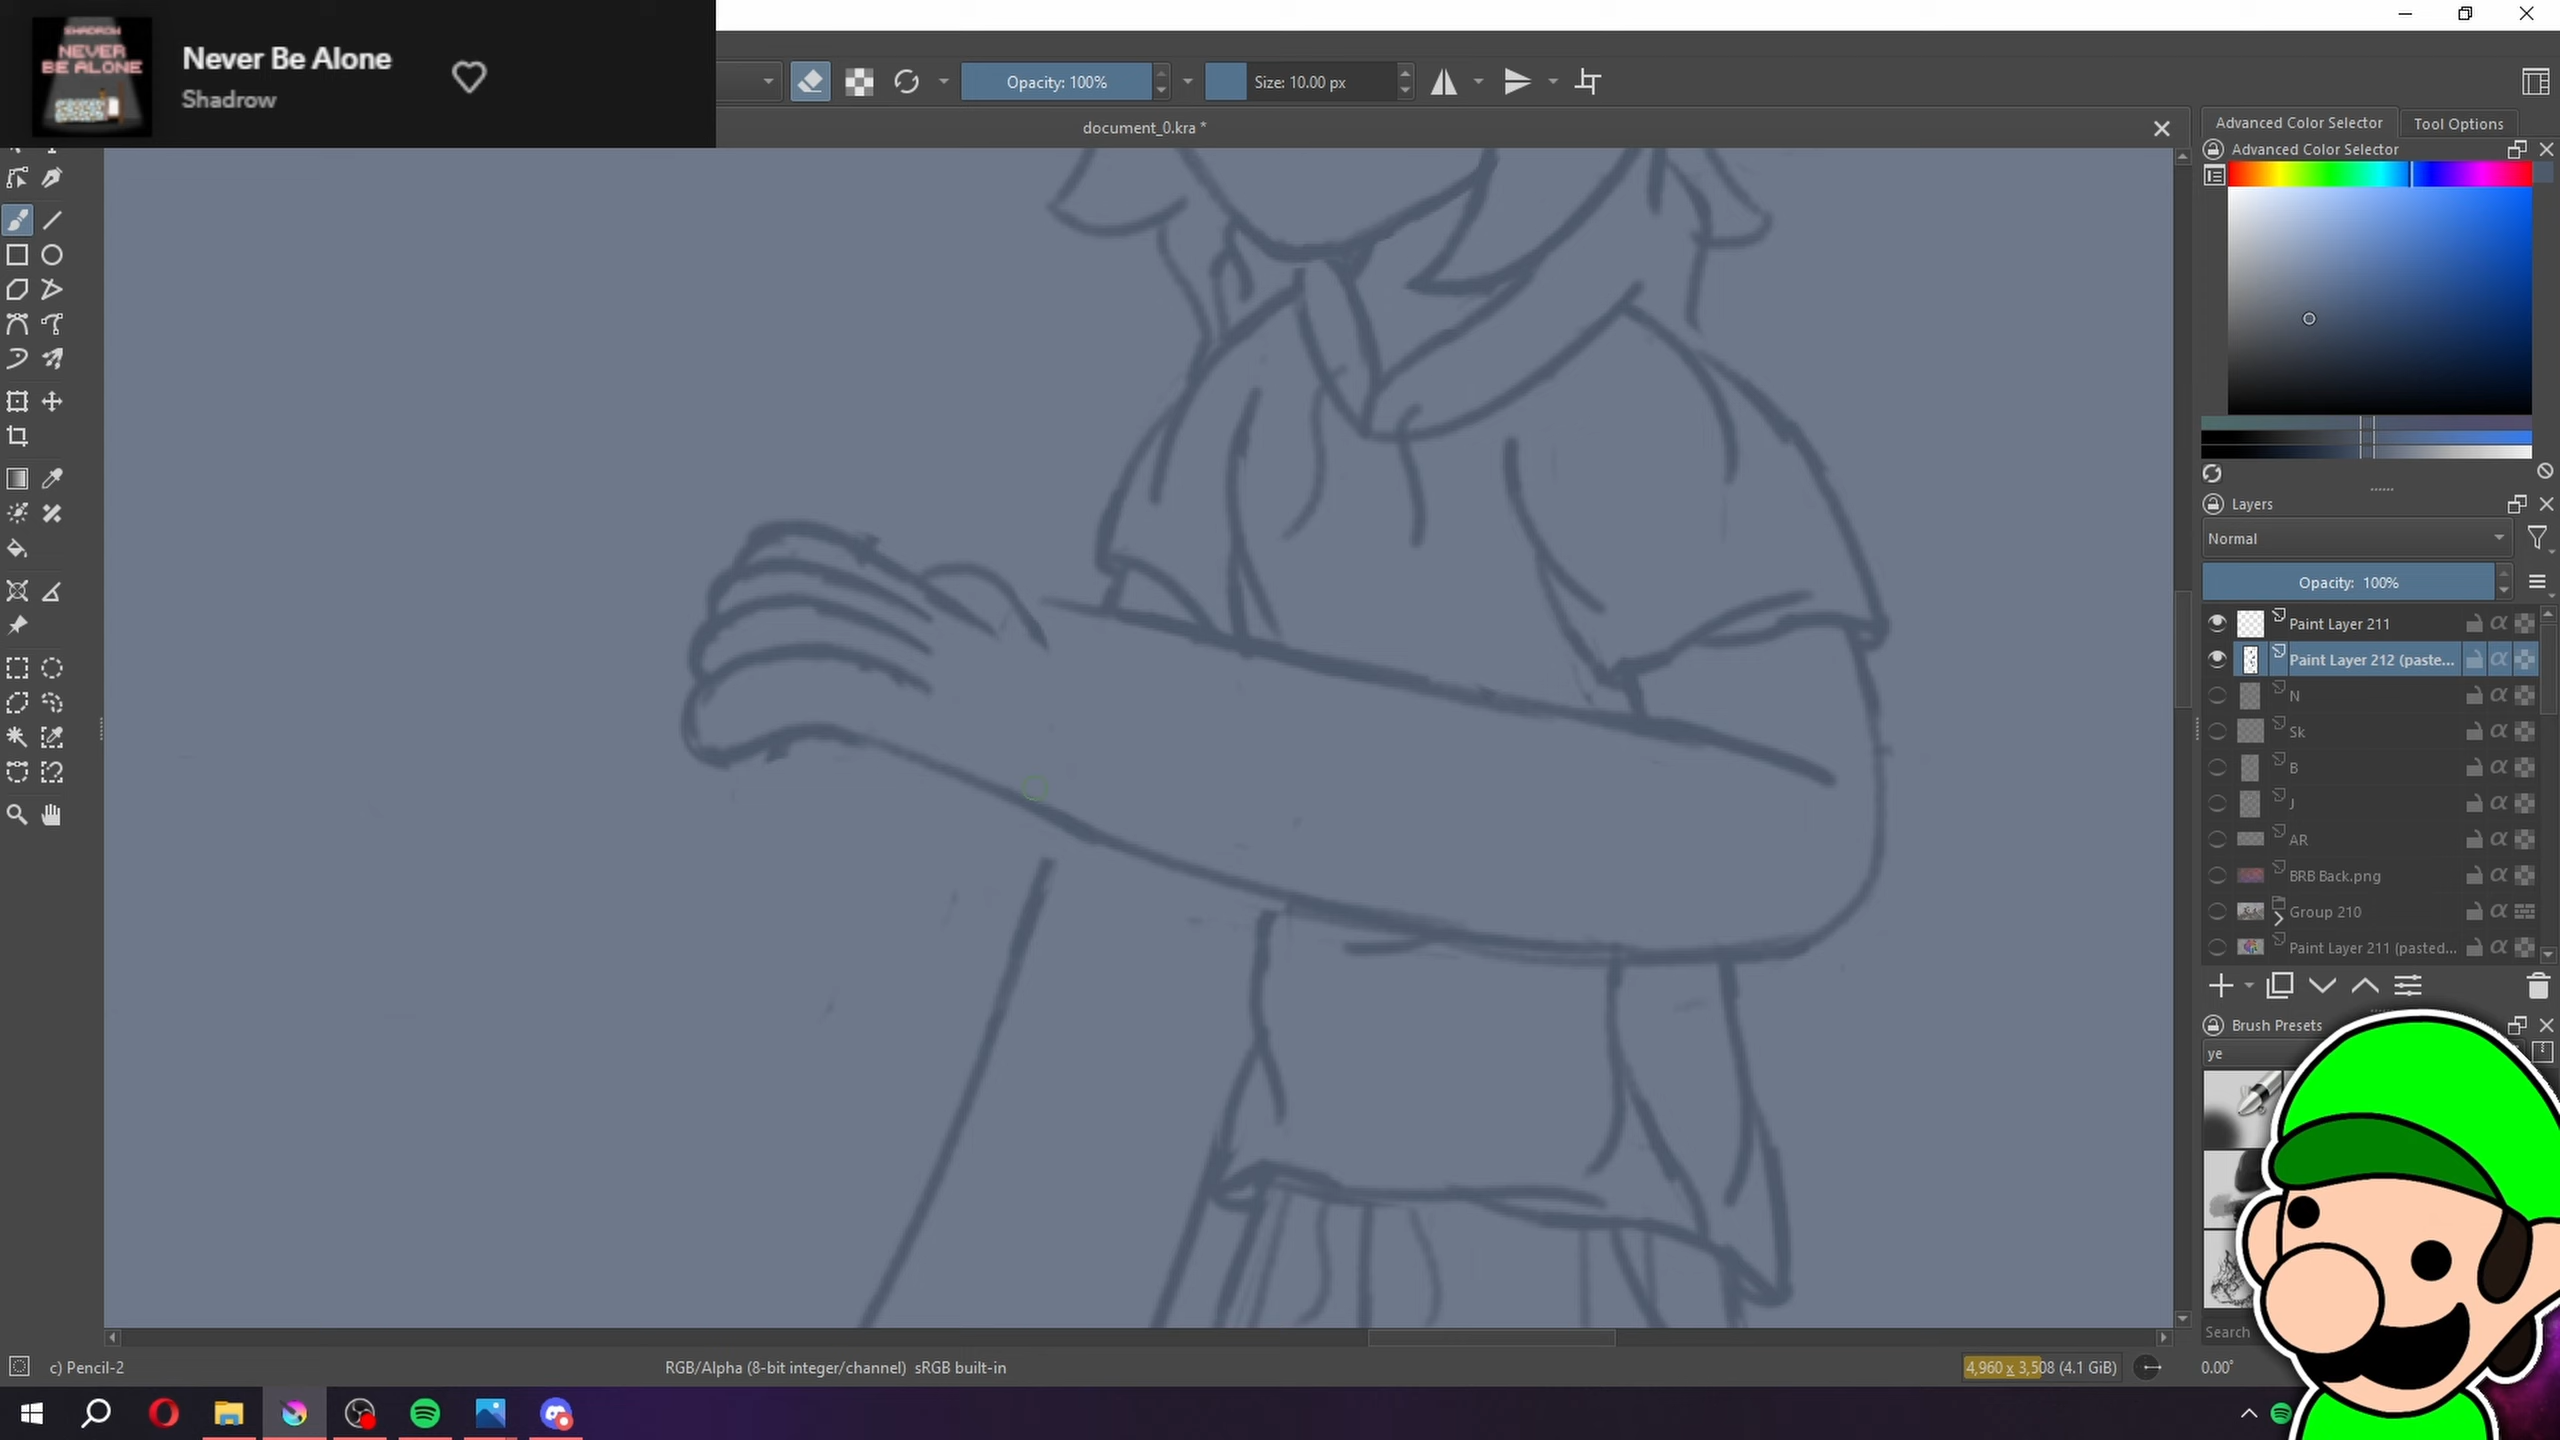 SHADROW
NEVER
BE ALONE
Never Be Alone
Shadrow
Opacity: 100%
Size: 10.00 px
document_0.kra *
Advanced Color Selector
Tool Options
Advanced Color Selector
Layers
Normal
Opacity: 100%
Paint Layer 211
Paint Layer 212 (paste...
N
Sk
B
J
AR
BRB Back.png
Group 210
Paint Layer 211 (pasted...
Brush Presets
ye
Search
c) Pencil-2
RGB/Alpha (8-bit integer/channel) sRGB built-in
4,960 x 3,508 (4.1 GiB)
0.00°